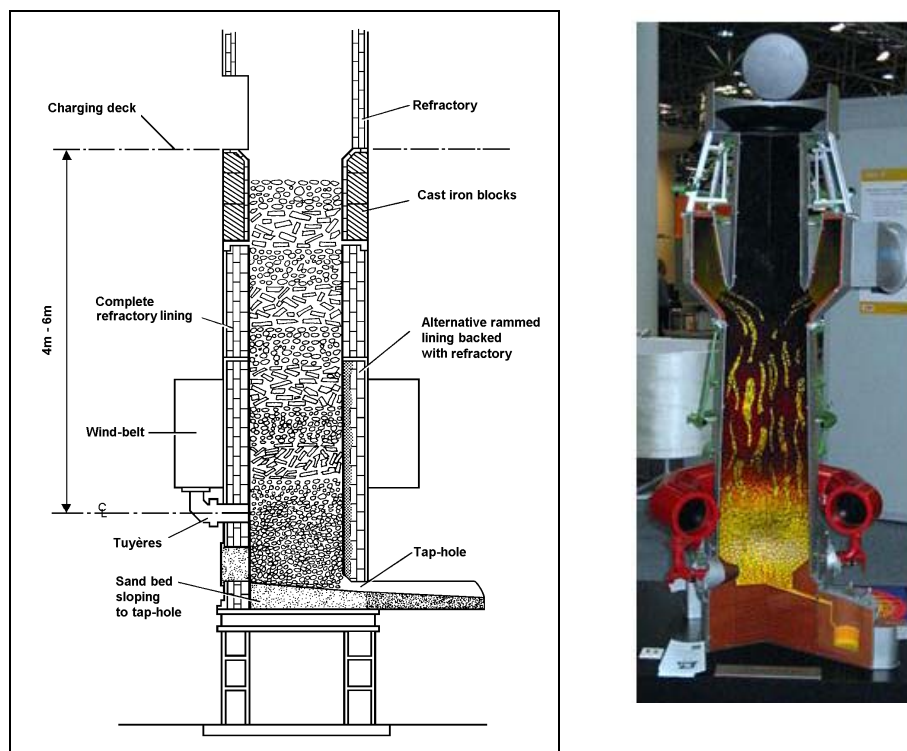 Charging deck
Refractory
Cast iron blocks
4m - 6m
Complete
refractory lining
Alternative rammed
lining backed
with refractory
Wind-belt
CL
Tuyères
Tap-hole
Sand bed
sloping
to tap-hole